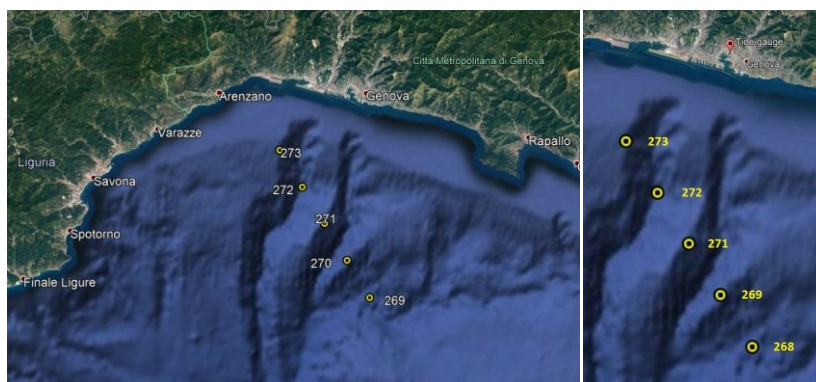 Città Metropolitana di Genova
Arenzano
Genova
Varazze
Rapallo
Liguria
Savona
Spotorno
Finale Ligure
273
272
271
270
269
Tide gauge
Genova
273
272
271
269
268